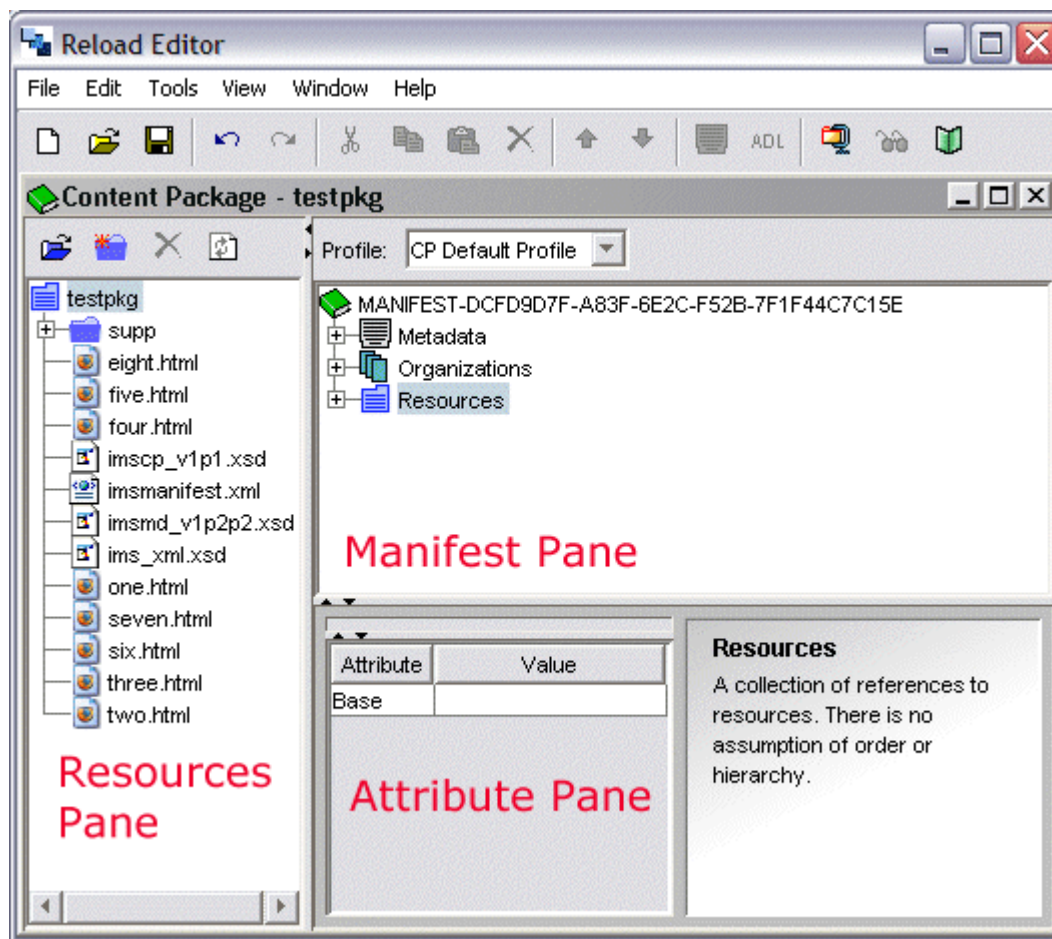 Reload Editor
File Edit Tools View Window Help
ADL
Content Package - testpkg
Profile: CP Default Profile
testpkg
supp
eight.html
five.html
four.html
imscp_v1p1.xsd
imsmanifest.xml
imsmd_v1p2p2.xsd
ims_xml.xsd
one.html
seven.html
six.html
three.html
two.html
Resources
Pane
MANIFEST-DCFD9D7F-A83F-6E2C-F52B-7F1F44C7C15E
Metadata
Organizations
Resources
Manifest Pane
Attribute Value
Base
Attribute Pane
Resources
A collection of references to
resources. There is no
assumption of order or
hierarchy.